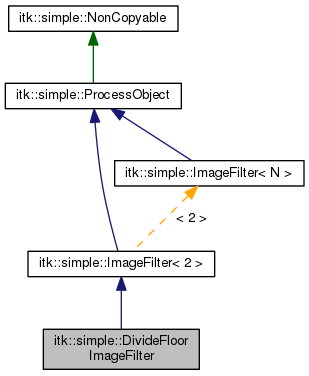 itk::simple::NonCopyable
itk::simple::ProcessObject
itk::simple::ImageFilter< N >
< 2 >
itk::simple::ImageFilter< 2 >
itk::simple::DivideFloor
ImageFilter